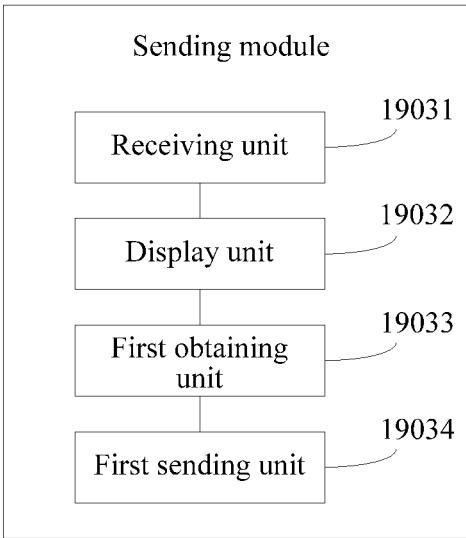 Sending module
19031
Receiving unit
19032
Display unit
19033
First obtaining
unit
19034
First sending unit